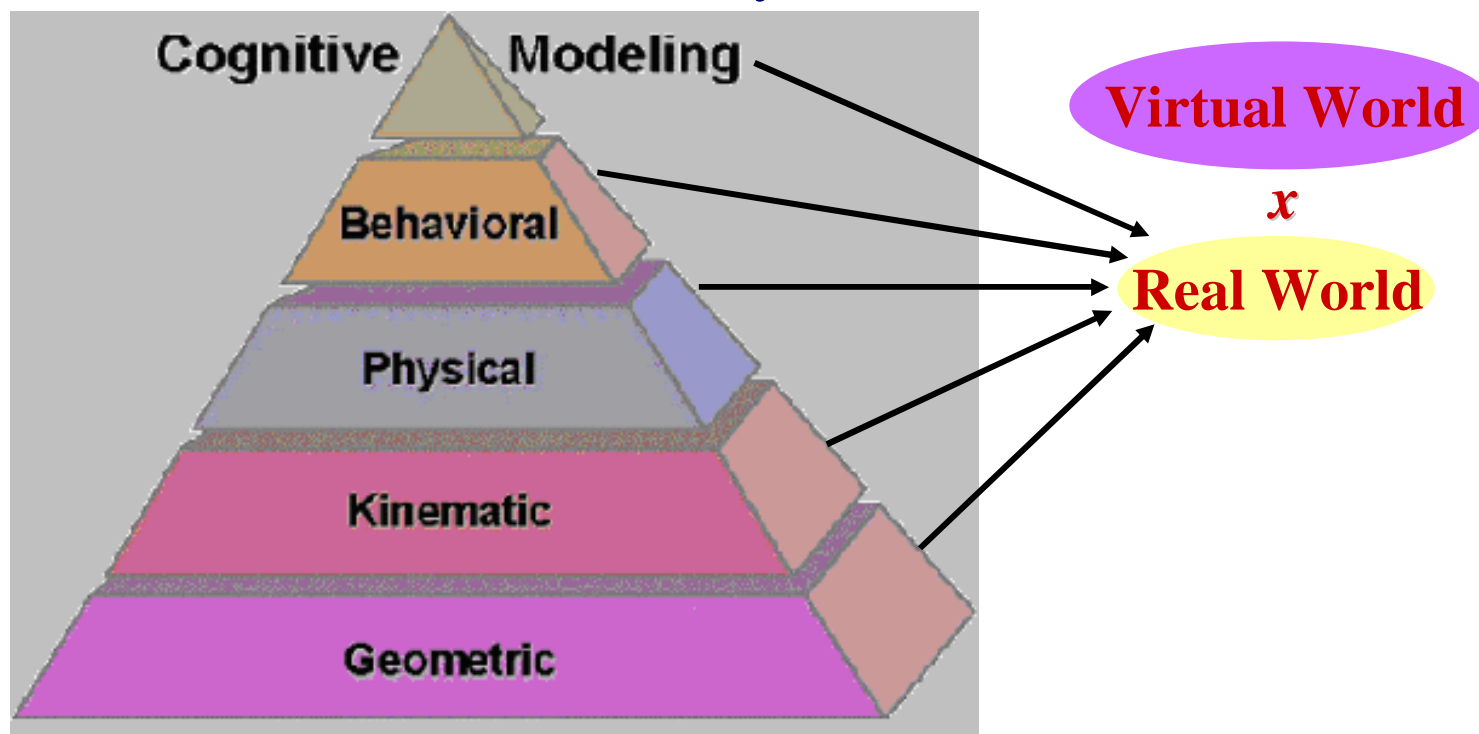 Cognitive Modeling
Behavioral
Physical
Kinematic
Geometric
Virtual World
x
Real World